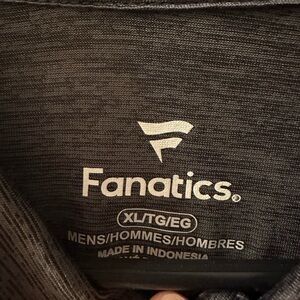 Fanatics®
XL/TG/EG
MENS/HOMMES/HOMBRES
MADE IN INDONESIA